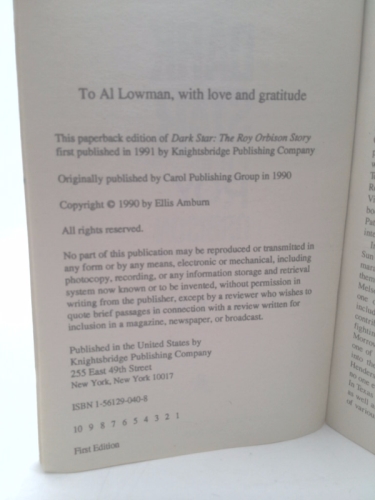 To Al Lowman, with love and gratitude
This paperback edition of Dark Star: The Roy Orbison Story
first published in 1991 by Knightsbridge Publishing Company
Originally published by Carol Publishing Group in 1990
Copyright © 1990 by Ellis Amburn
All rights reserved.
No part of this publication may be reproduced or transmitted in
any form or by any means, electronic or mechanical, including
photocopy, recording, or any information storage and retrieval
system now known or to be invented, without permission in
writing from the publisher, except by a reviewer who wishes to
quote brief passages in connection with a review written for
inclusion in a magazine, newspaper, or broadcast.
Published in the United States by
Knightsbridge Publishing Company
255 East 49th Street
New York, New York 10017
ISBN 1-56129-040-8
10 9 8 7 6 5 4 3 2 1
First Edition